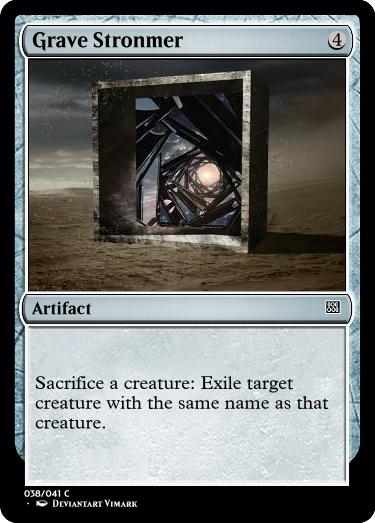 Grave Stronmer 4
Artifact
Sacrifice a creature: Exile target
creature with the same name as that
creature.
038/041 C
· Deviantart Vimark